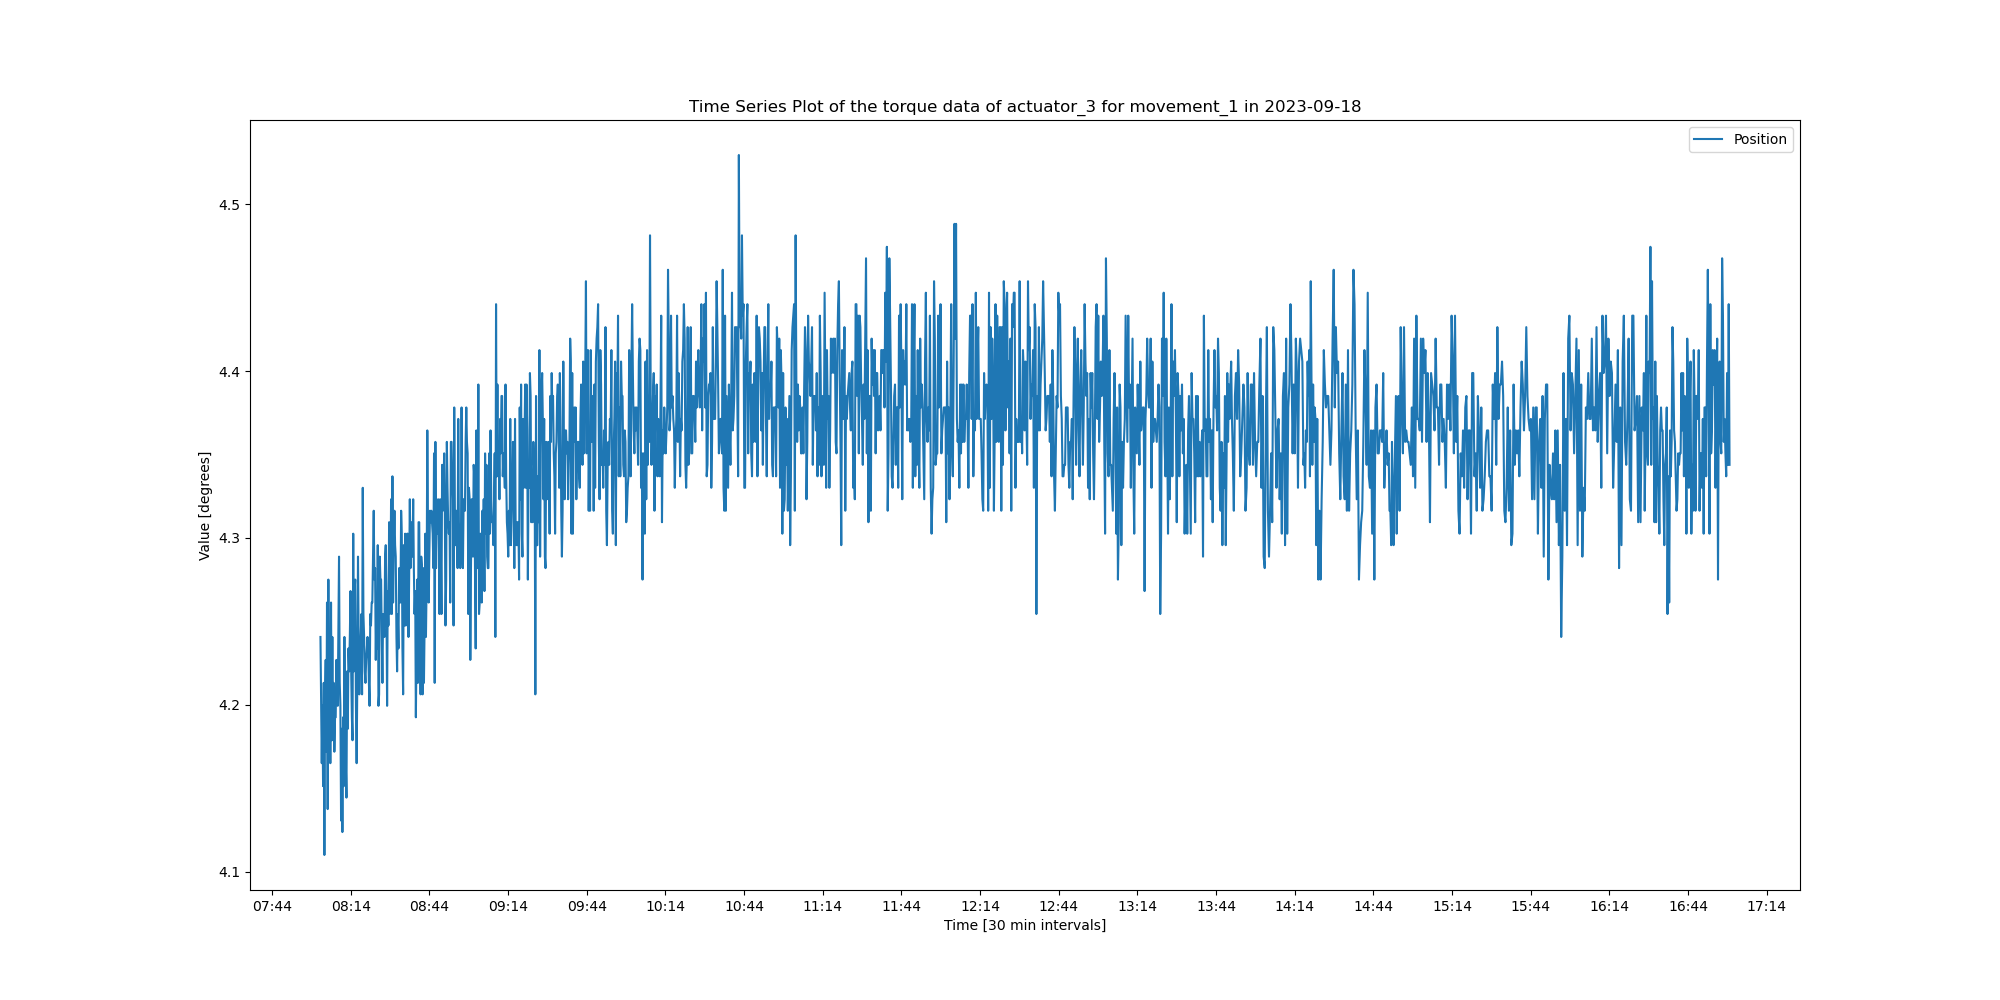 Time Series Plot of the torque data of actuator_3 for movement_1 in 2023-09-18
Position
Value [degrees]
4.5
4.4
4.3
4.2
4.1
07:44 08:14 08:44 09:14 09:44 10:14 10:44 11:14 11:44 12:14 12:44 13:14 13:44 14:14 14:44 15:14 15:44 16:14 16:44 17:14
Time [30 min intervals]